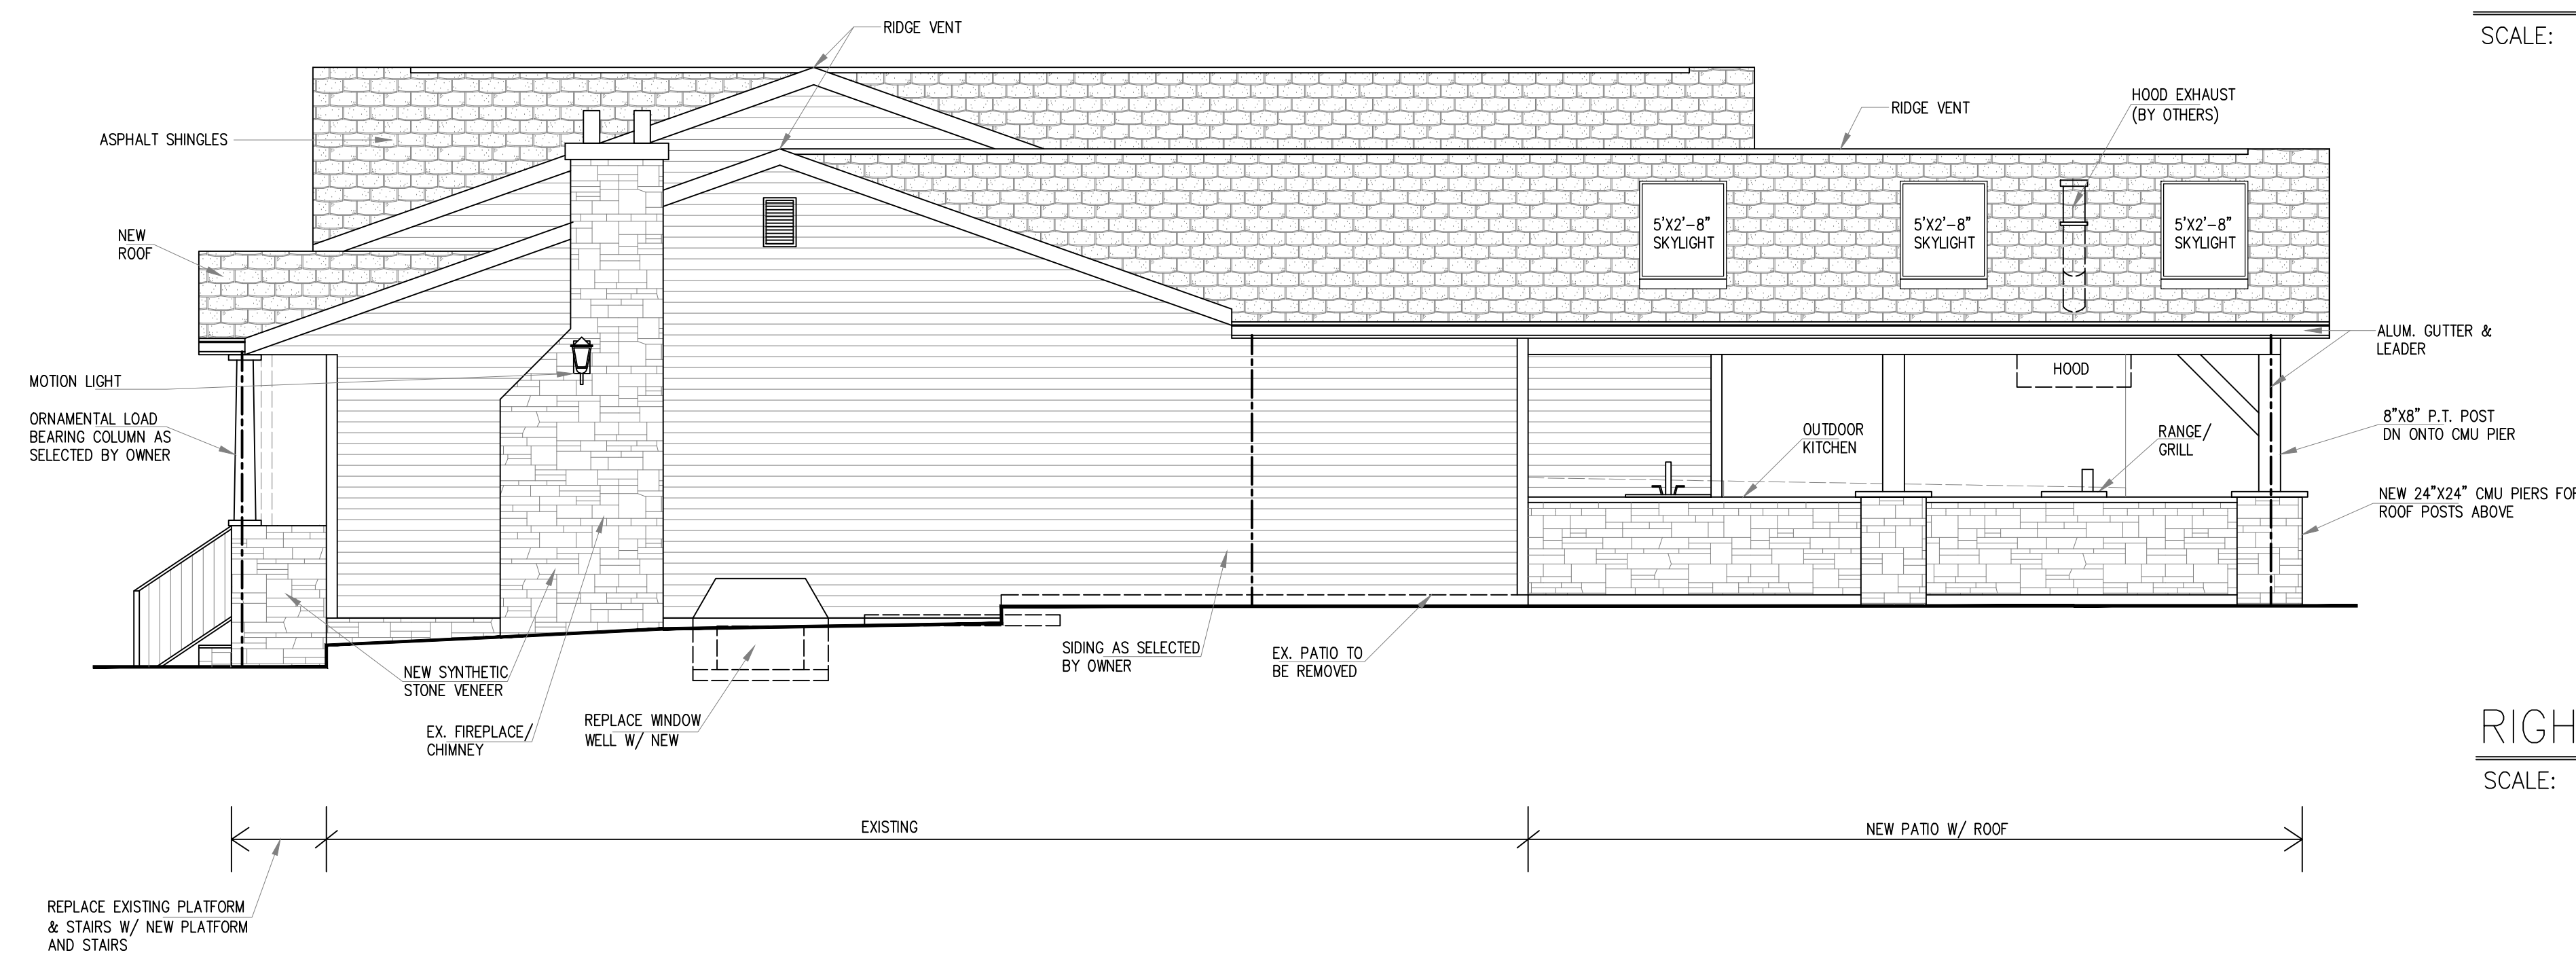 SCALE:
RIDGE VENT
HOOD EXHAUST
(BY OTHERS)
RIDGE VENT
ASPHALT SHINGLES
5'X2'-8"
SKYLIGHT
5'X2'-8"
SKYLIGHT
5'X2'-8"
SKYLIGHT
NEW
ROOF
ALUM. GUTTER &
LEADER
HOOD
MOTION LIGHT
ORNAMENTAL LOAD
BEARING COLUMN AS
SELECTED BY OWNER
8"X8" P.T. POST
DN ONTO CMU PIER
OUTDOOR
KITCHEN
RANGE/
GRILL
NEW 24"X24" CMU PIERS FOR
ROOF POSTS ABOVE
SIDING AS SELECTED
BY OWNER
EX. PATIO TO
BE REMOVED
NEW SYNTHETIC
STONE VENEER
EX. FIREPLACE/
CHIMNEY
REPLACE WINDOW
WELL W/ NEW
RIGH
SCALE:
EXISTING
NEW PATIO W/ ROOF
REPLACE EXISTING PLATFORM
& STAIRS W/ NEW PLATFORM
AND STAIRS